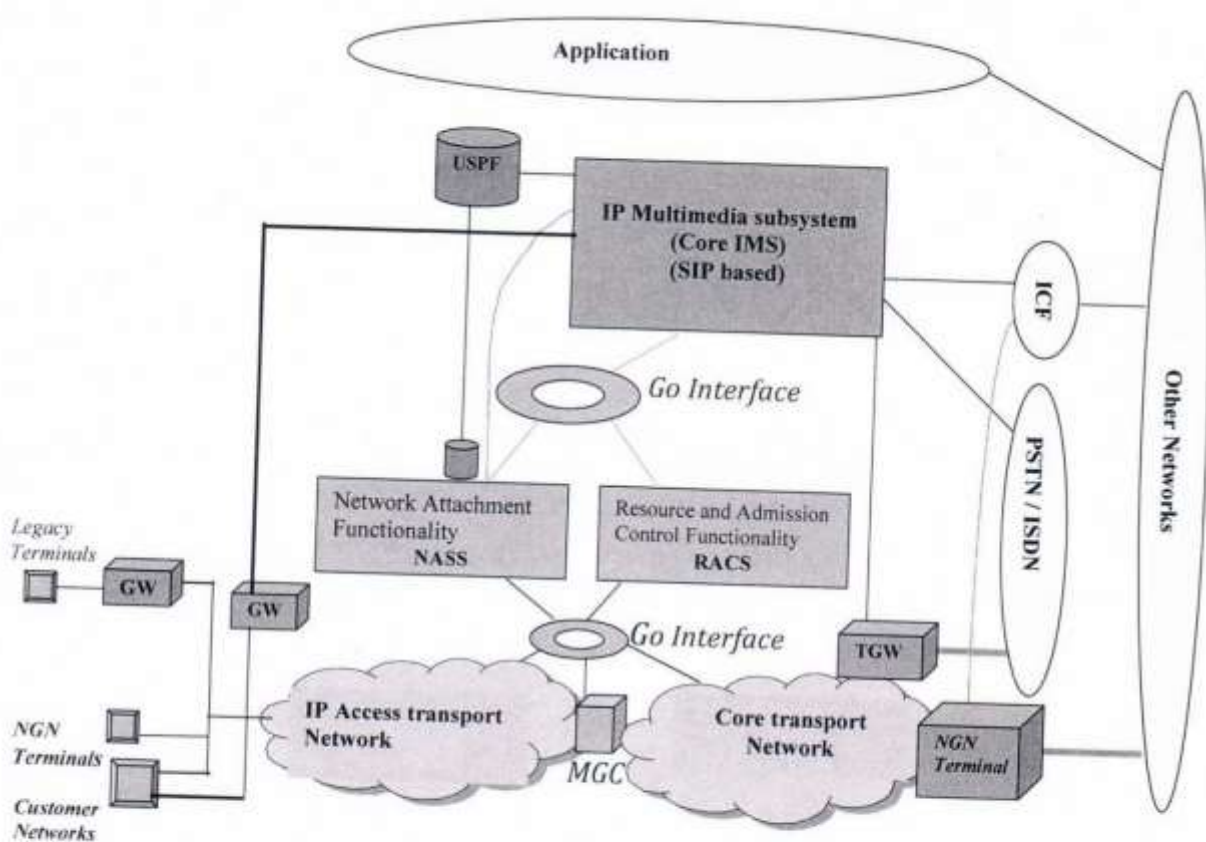 Application
USPF
IP Multimedia subsystem
(Core IMS)
(SIP based)
ICF
Other Networks
Go Interface
PSTN / ISDN
Network Attachment
Functionality
NASS
Resource and Admission
Control Functionality
RACS
Legacy
Terminals
GW
GW
Go Interface
TGW
IP Access transport
Network
Core transport
Network
NGN
Terminals
NGN
Terminal
MGC
Customer
Networks